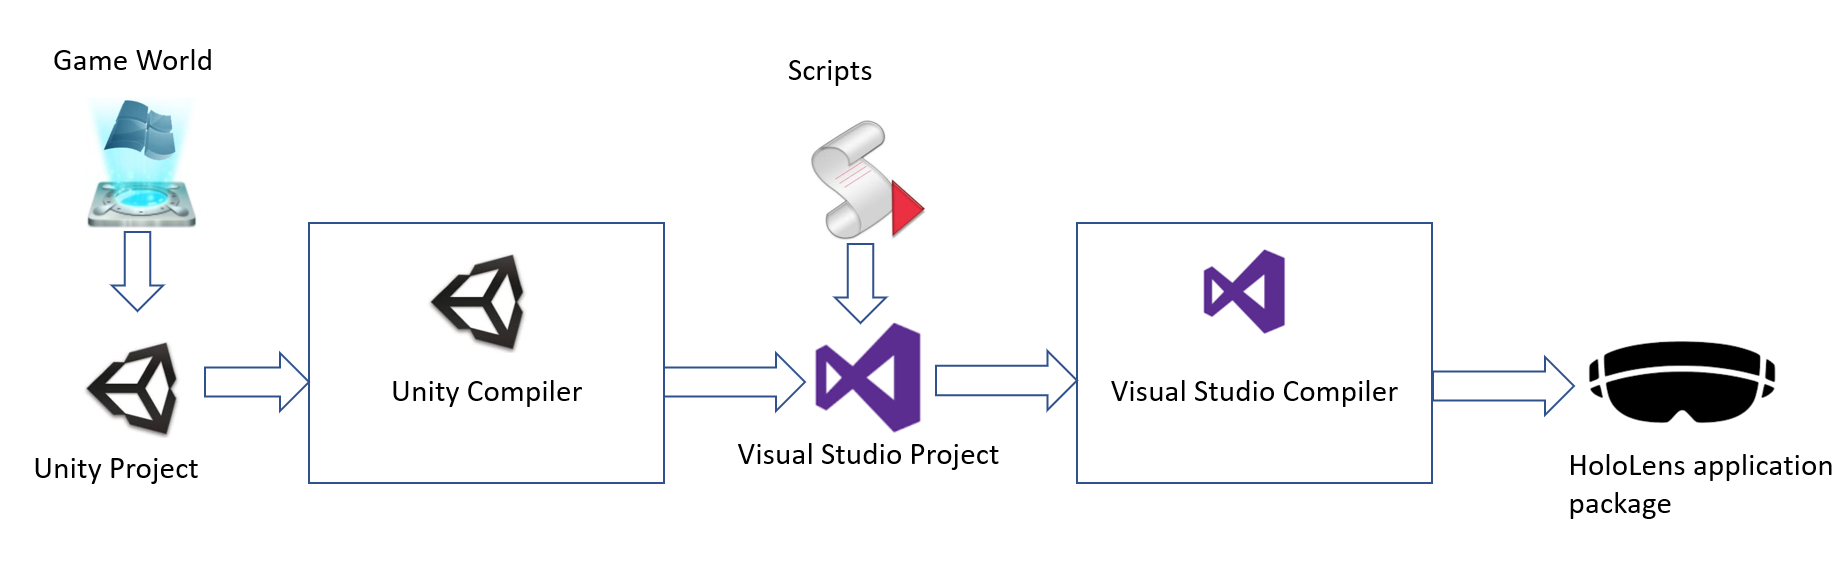 Game World
Scripts
Unity Compiler
Visual Studio Compiler
Unity Project
Visual Studio Project
HoloLens application
package